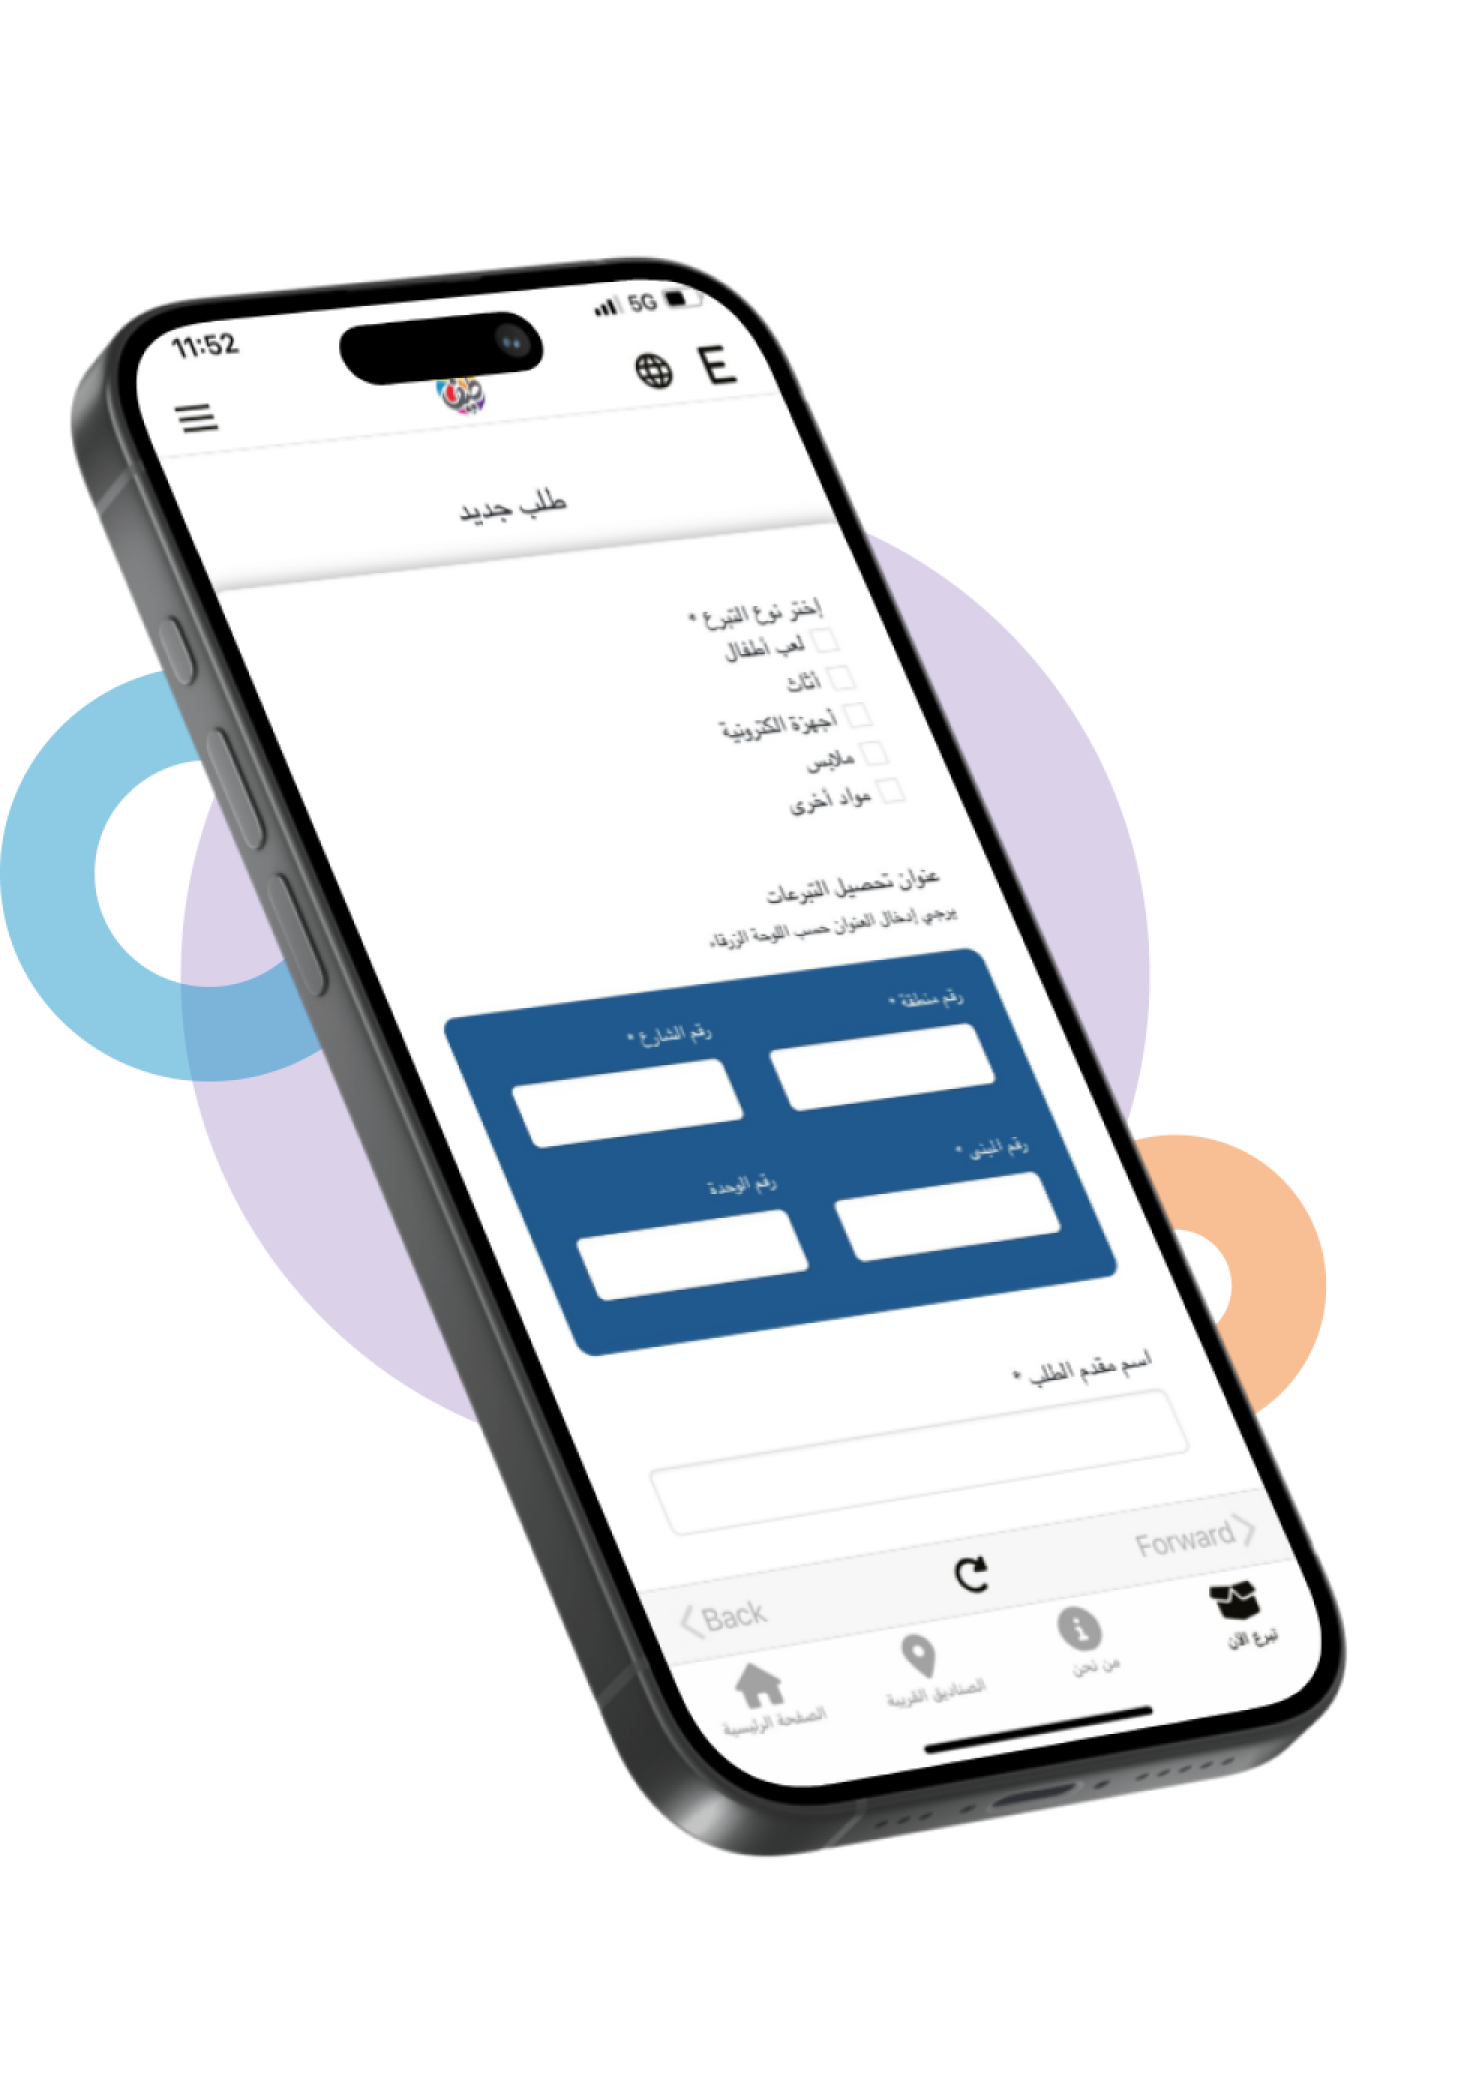 11:52
5G
E
طلب جديد
إختر نوع التبرع *
لعب أطفال
أثاث
أجهزة الكترونية
ملابس
مواد أخرى
عنوان تحصيل التبرعات
يرجي إدخال العنوان حسب اللوحة الزرقاء
رقم منطقة *
رقم الشارع *
رقم المبنى *
رقم الوحدة
اسم مقدم الطلب *
Back
Forward
الصفحة الرئيسية
الصناديق القريبة
من نحن
تبرع الآن